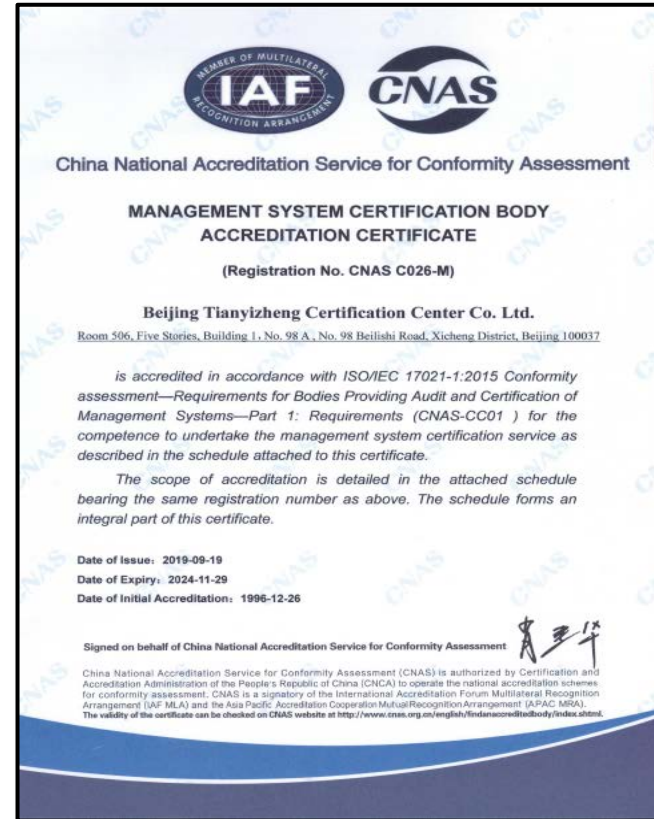 MEMBER OF MULTILATERAL
IAF
RECOGNITION ARRANGEMENT
CNAS
China National Accreditation Service for Conformity Assessment
MANAGEMENT SYSTEM CERTIFICATION BODY
ACCREDITATION CERTIFICATE
(Registration No. CNAS C026-M)
Beijing Tianyizheng Certification Center Co. Ltd.
Room 506, Five Stories, Building 1, No. 98 A , No. 98 Beilishi Road, Xicheng District, Beijing 100037
is accredited in accordance with ISO/IEC 17021-1:2015 Conformity
assessment—Requirements for Bodies Providing Audit and Certification of
Management Systems—Part 1: Requirements (CNAS-CC01 ) for the
competence to undertake the management system certification service as
described in the schedule attached to this certificate.
The scope of accreditation is detailed in the attached schedule
bearing the same registration number as above. The schedule forms an
integral part of this certificate.
Date of Issue: 2019-09-19
Date of Expiry: 2024-11-29
Date of Initial Accreditation: 1996-12-26
Signed on behalf of China National Accreditation Service for Conformity Assessment
China National Accreditation Service for Conformity Assessment (CNAS) is authorized by Certification and
Accreditation Administration of the People's Republic of China (CNCA) to operate the national accreditation schemes
for conformity assessment. CNAS is a signatory of the International Accreditation Forum Multilateral Recognition
Arrangement (IAF MLA) and the Asia Pacific Accreditation Cooperation Mutual Recognition Arrangement (APAC MRA).
The validity of the certificate can be checked on CNAS website at http://www.cnas.org.cn/english/findanaccreditedbody/index.shtml.